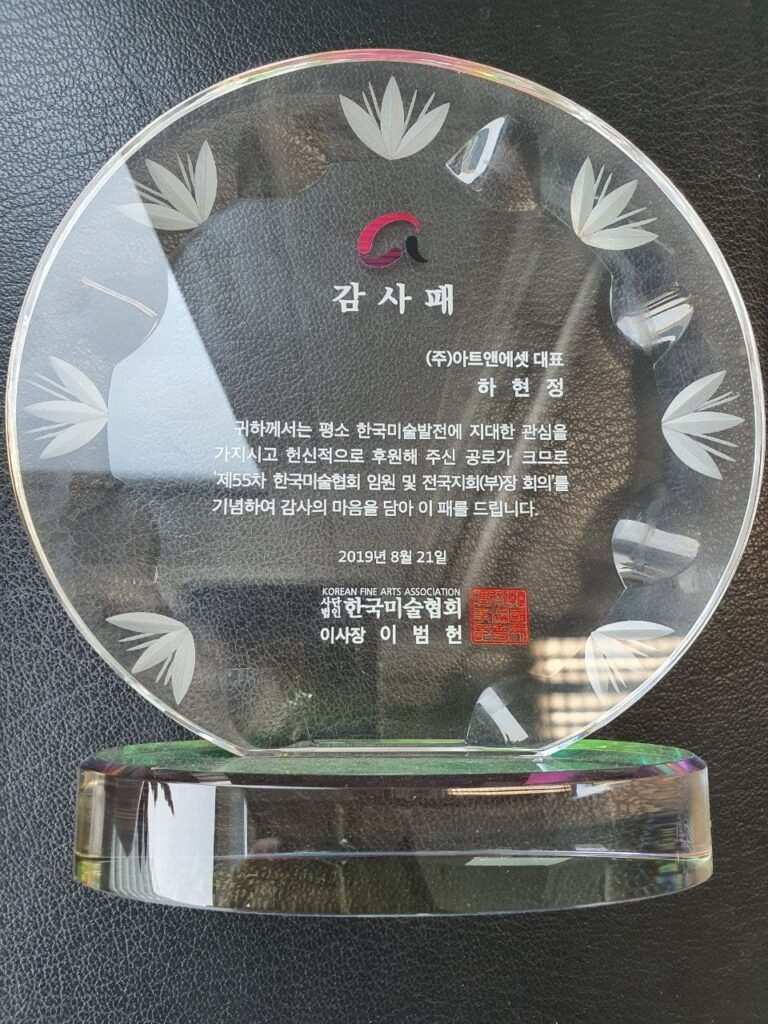 감사패
(주)아트앤에셋 대표
하 현 정
귀하께서는 평소 한국미술발전에 지대한 관심을
가지시고 헌신적으로 후원해 주신 공로가 크므로
'제55차 한국미술협회 임원 및 전국지회(부)장 회의'를
기념하여 감사의 마음을 담아 이 패를 드립니다.
2019년 8월 21일
KOREAN FINE ARTS ASSOCIATION
사단법인 한국미술협회
이사장 이 범 헌